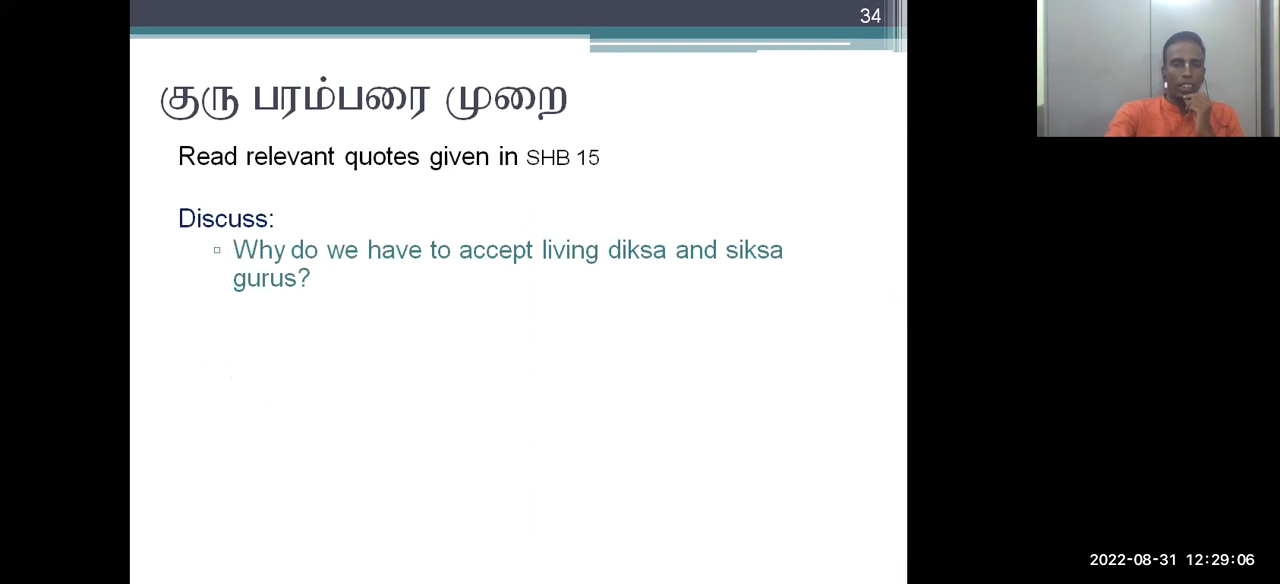 34
குரு பரம்பரை முறை
Read relevant quotes given in SHB 15
Discuss:
Why do we have to accept living diksa and siksa
gurus?
2022-08-31 12:29:06